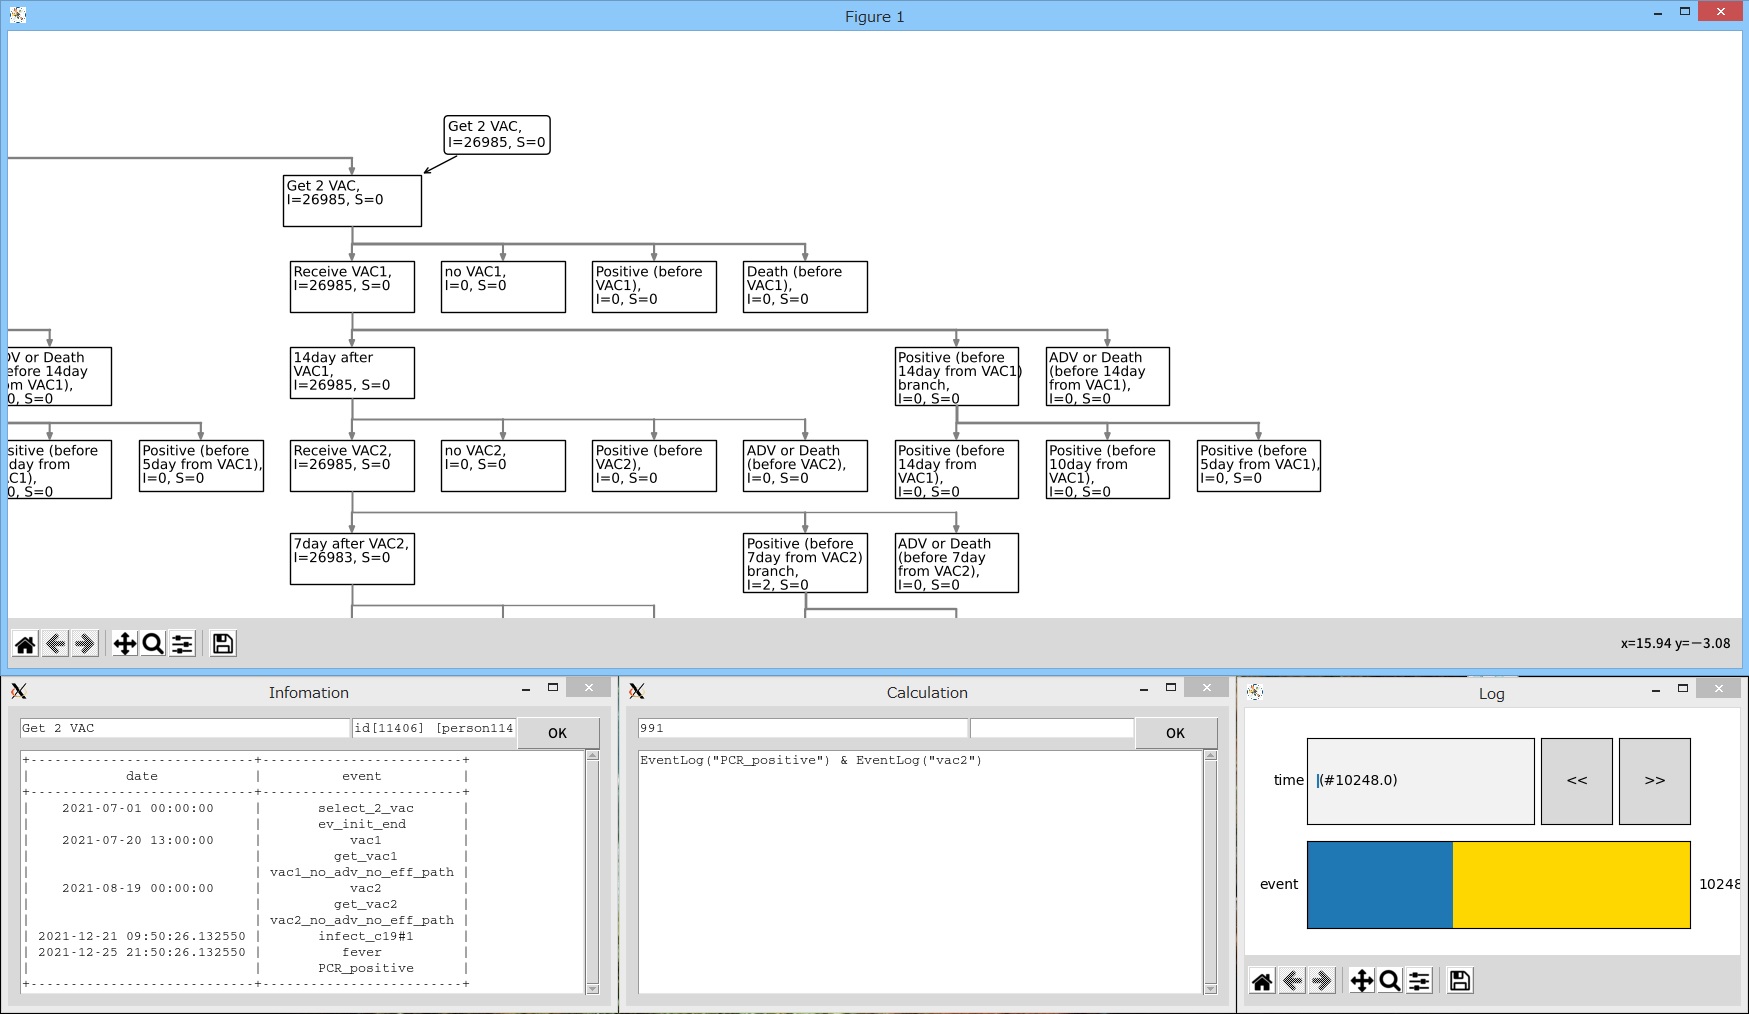 Figure 1
Get 2 VAC,
I=26985, S=0
Get 2 VAC,
I=26985, S=0
Receive VAC1,
I=26985, S=0
no VAC1,
I=0, S=0
Positive (before
VAC1),
I=0, S=0
Death (before
VAC1),
I=0, S=0
DV or Death
efore 14day
om VAC1),
0, S=0
14day after
VAC1,
I=26985, S=0
Positive (before
14day from VAC1)
branch,
I=0, S=0
ADV or Death
(before 14day
from VAC1),
I=0, S=0
sitive (before
day from
C1),
0, S=0
Positive (before
5day from VAC1),
I=0, S=0
Receive VAC2,
I=26985, S=0
no VAC2,
I=0, S=0
Positive (before
VAC2),
I=0, S=0
ADV or Death
(before VAC2),
I=0, S=0
Positive (before
14day from
VAC1),
I=0, S=0
Positive (before
10day from
VAC1),
I=0, S=0
Positive (before
5day from VAC1),
I=0, S=0
7day after VAC2,
I=26983, S=0
Positive (before
7day from VAC2)
branch,
I=2, S=0
ADV or Death
(before 7day
from VAC2),
I=0, S=0
x=15.94 y=−3.08
Infomation
Get 2 VAC id[11406] [person114 OK
date event
2021-07-01 00:00:00 select_2_vac
ev_init_end
2021-07-20 13:00:00 vac1
get_vac1
vac1_no_adv_no_eff_path
2021-08-19 00:00:00 vac2
get_vac2
vac2_no_adv_no_eff_path
2021-12-21 09:50:26.132550 infect_c19#1
2021-12-25 21:50:26.132550 fever
PCR_positive
Calculation
991 OK
EventLog("PCR_positive") & EventLog("vac2")
Log
time (#10248.0) << >>
event 10248